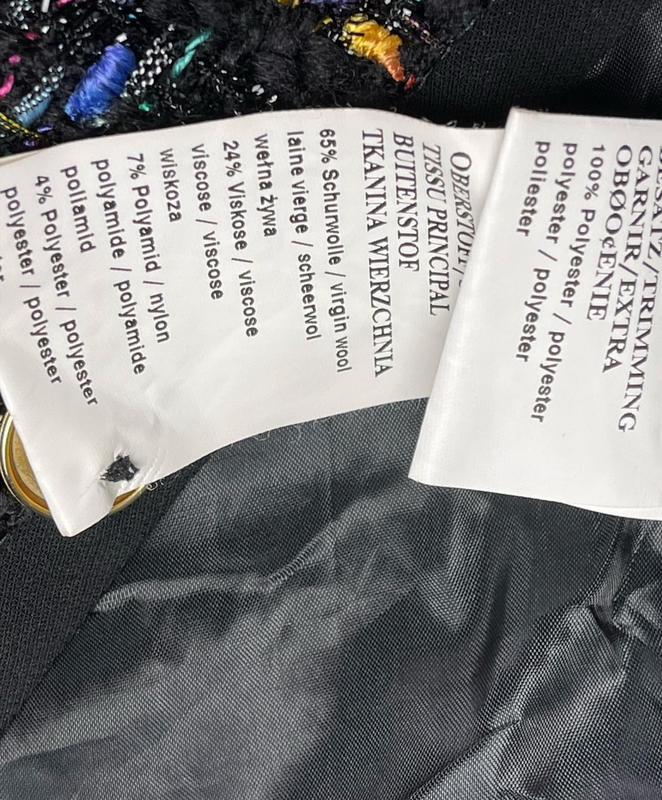 TISSU PRINCIPAL
BUITENSTOF
TKANINA WIERZCHNIA
65% Schurwolle / virgin wool
laine vierge / scheerwol
wełna żywa
24% Viskose / viscose
viscose / viscose
wiskoza
7% Polyamid / nylon
polyamide / polyamide
poliamid
4% Polyester / polyester
polyester / polyester
GARNIR/EXTRA
OBØO¢ENIE
100% Polyester
polyester / polyester
poliester